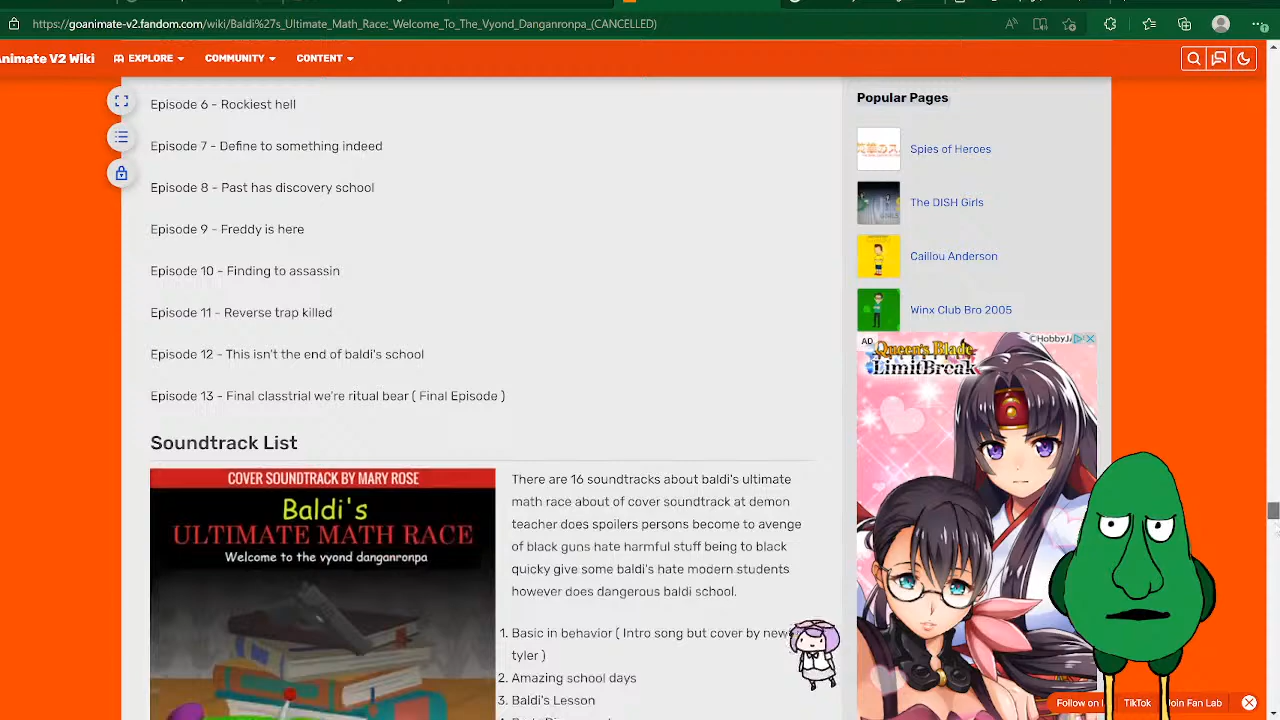 https://goanimate-v2.fandom.com/wiki/Baldi%27s_Ultimate_Math_Race:_Welcome_To_The_Vyond_Danganronpa_(CANCELLED)
Animate V2 Wiki
EXPLORE
COMMUNITY
CONTENT
Episode 6 - Rockiest hell
Episode 7 - Define to something indeed
Episode 8 - Past has discovery school
Episode 9 - Freddy is here
Episode 10 - Finding to assassin
Episode 11 - Reverse trap killed
Episode 12 - This isn't the end of baldi's school
Episode 13 - Final classtrial we're ritual bear ( Final Episode )
Soundtrack List
COVER SOUNDTRACK BY MARY ROSE
Baldi's
ULTIMATE MATH RACE
Welcome to the vyond danganronpa
There are 16 soundtracks about baldi's ultimate
math race about of cover soundtrack at demon
teacher does spoilers persons become to avenge
of black guns hate harmful stuff being to black
quicky give some baldi's hate modern students
however does dangerous baldi school.
1. Basic in behavior ( Intro song but cover by new
tyler )
2. Amazing school days
3. Baldi's Lesson
Popular Pages
Spies of Heroes
The DISH Girls
Caillou Anderson
Winx Club Bro 2005
AD
Queen's Blade
LimitBreak
Follow on
TikTok
Join Fan Lab